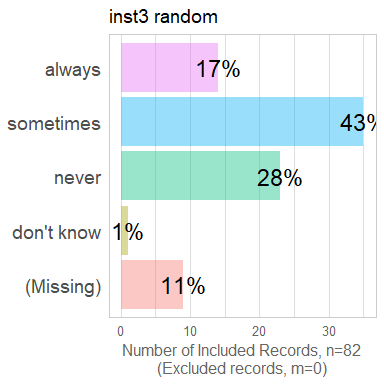 inst3 random
always 17%
sometimes 43%
never 28%
don't know 1%
(Missing) 11%
0 10 20 30
Number of Included Records, n=82
(Excluded records, m=0)